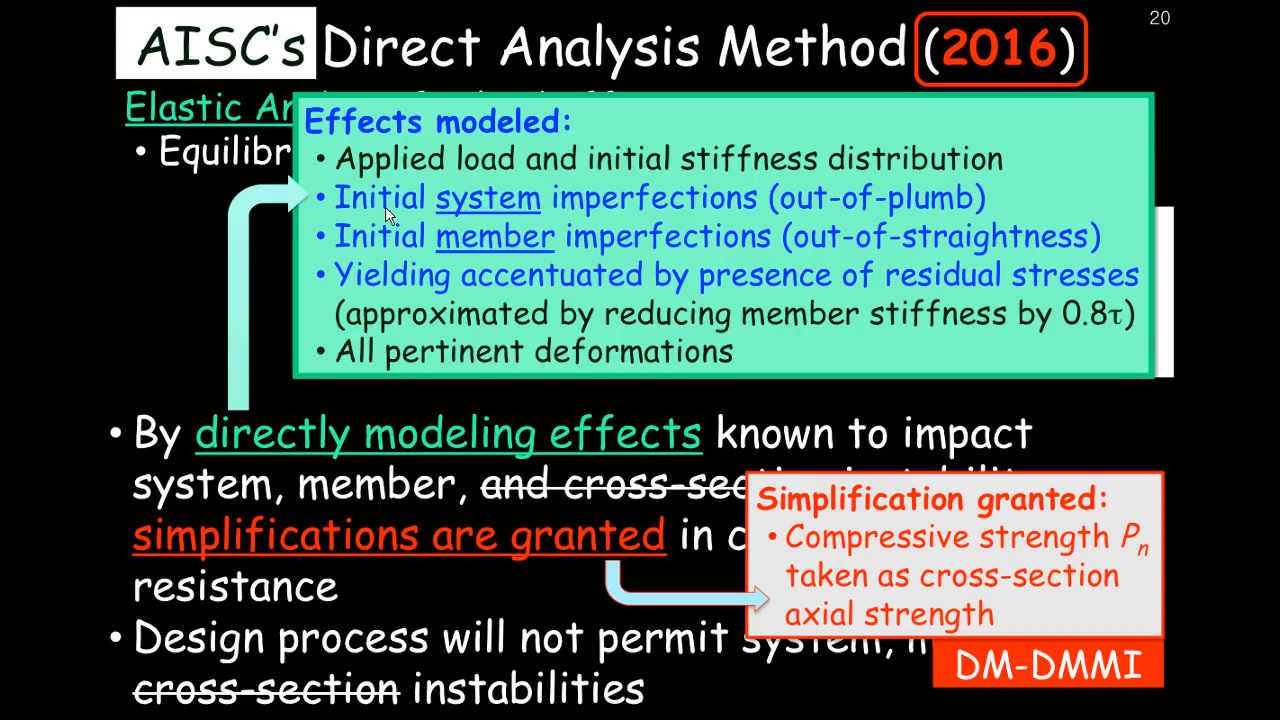 20
AISC's Direct Analysis Method (2016)
Elastic
• Equilibr
Effects modeled:
• Applied load and initial stiffness distribution
• Initial system imperfections (out-of-plumb)
• Initial member imperfections (out-of-straightness)
• Yielding accentuated by presence of residual stresses
(approximated by reducing member stiffness by 0.8τ)
• All pertinent deformations
• By directly modeling effects known to impact
system, member, and cross-sec
simplifications are granted in c
resistance
Simplification granted:
• Compressive strength Pn
taken as cross-section
axial strength
• Design process will not permit system,
cross-section instabilities
DM-DMMI